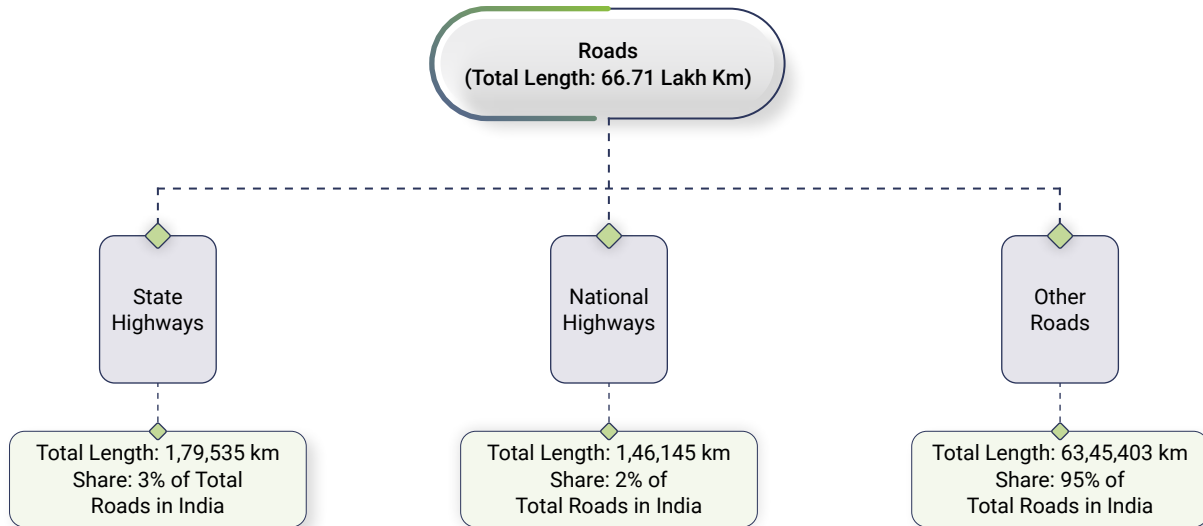 Roads
(Total Length: 66.71 Lakh Km)
State
Highways
National
Highways
Other
Roads
Total Length: 1,79,535 km
Share: 3% of Total
Roads in India
Total Length: 1,46,145 km
Share: 2% of
Total Roads in India
Total Length: 63,45,403 km
Share: 95% of
Total Roads in India